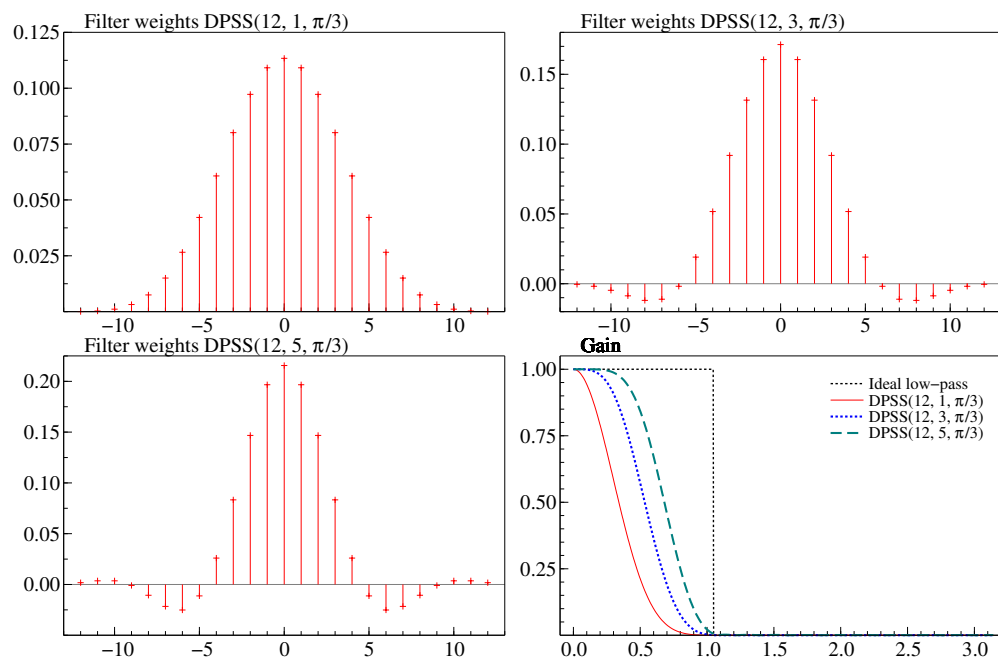 Filter weights DPSS(12, 1, π/3)
0.125
0.100
0.075
0.050
0.025
−10 −5 0 5 10
Filter weights DPSS(12, 3, π/3)
0.15
0.10
0.05
0.00
−10 −5 0 5 10
Filter weights DPSS(12, 5, π/3)
0.20
0.15
0.10
0.05
0.00
−10 −5 0 5 10
Gain
1.00
0.75
0.50
0.25
Ideal low−pass
DPSS(12, 1, π/3)
DPSS(12, 3, π/3)
DPSS(12, 5, π/3)
0.0 0.5 1.0 1.5 2.0 2.5 3.0